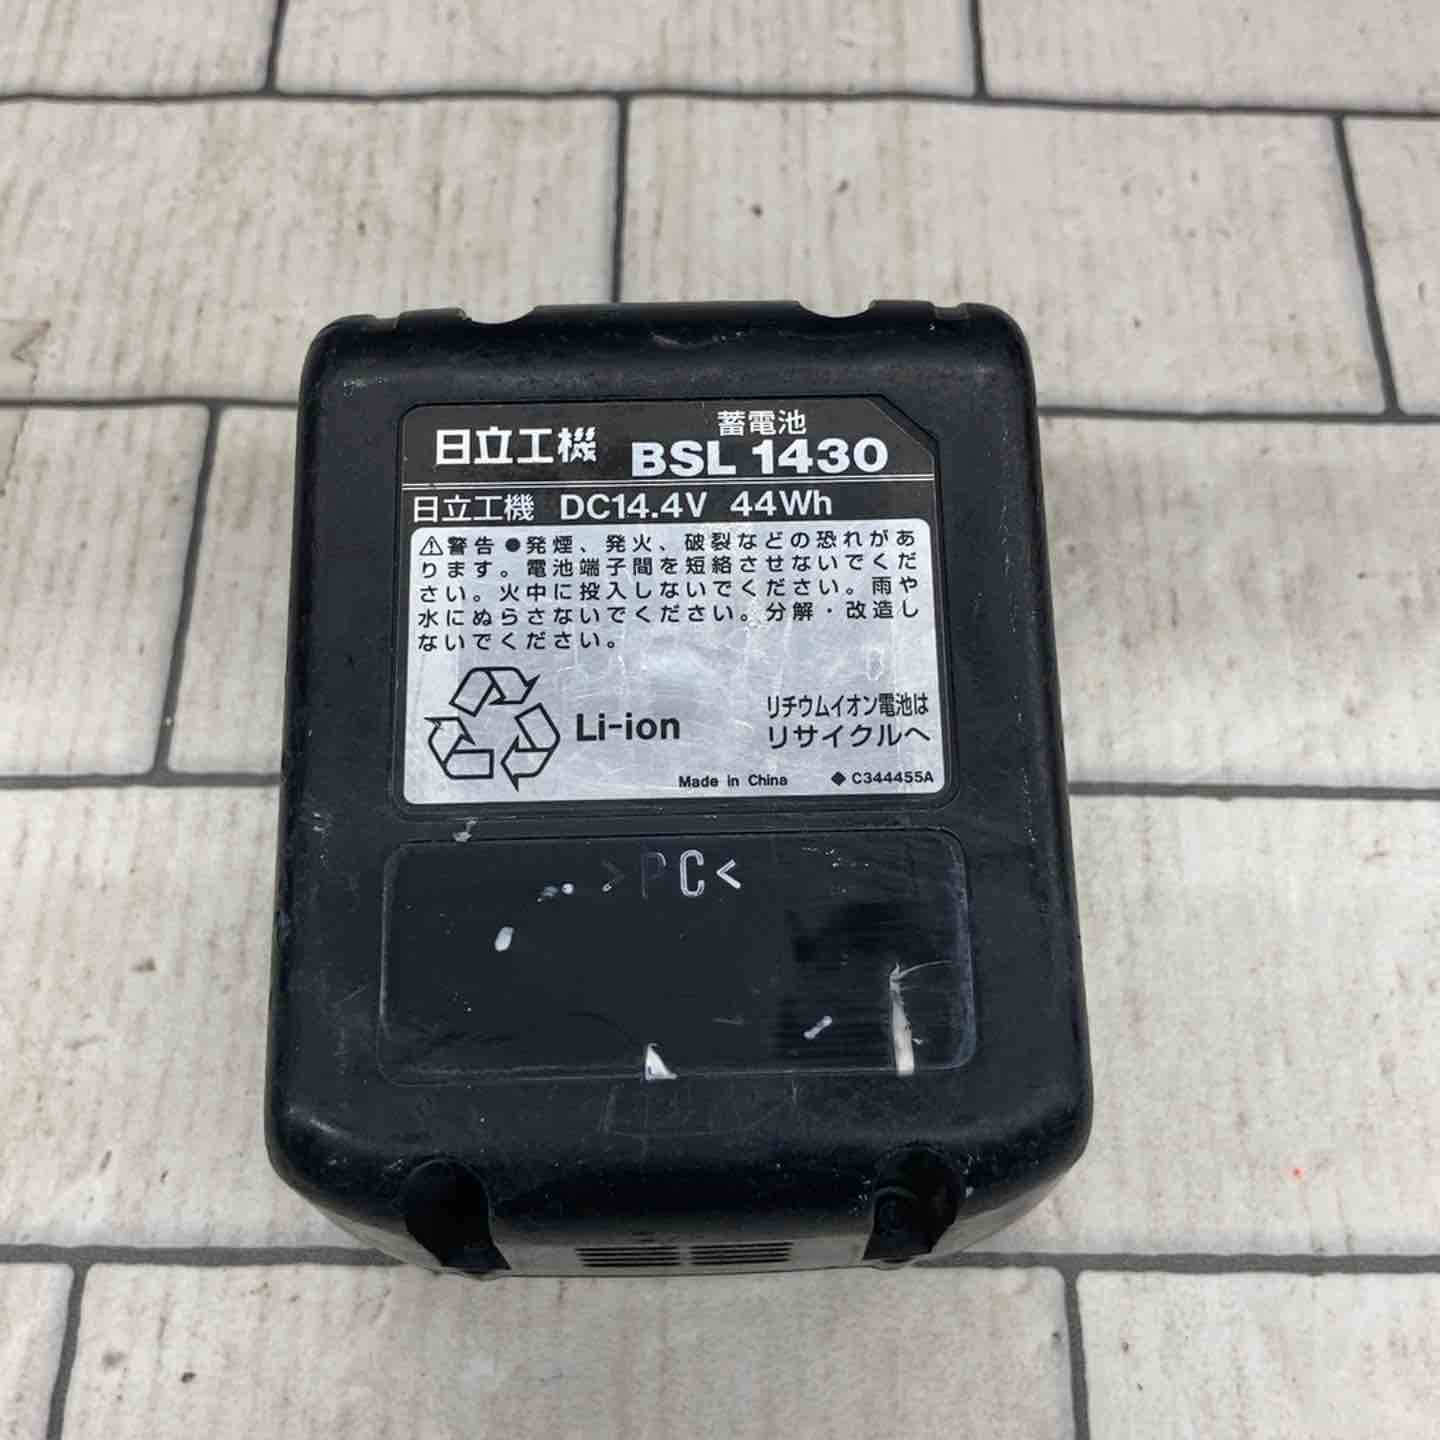 日立工機
蓄電池
BSL 1430
日立工機 DC14.4V 44Wh
⚠警告 ●発煙、発火、破裂などの恐れがあ
ります。電池端子間を短絡させないでくだ
さい。火中に投入しないでください。雨や
水にぬらさないでください。分解・改造し
ないでください。
Li-ion
リチウムイオン電池は
リサイクルへ
Made in China ◆C344455A
>PC<